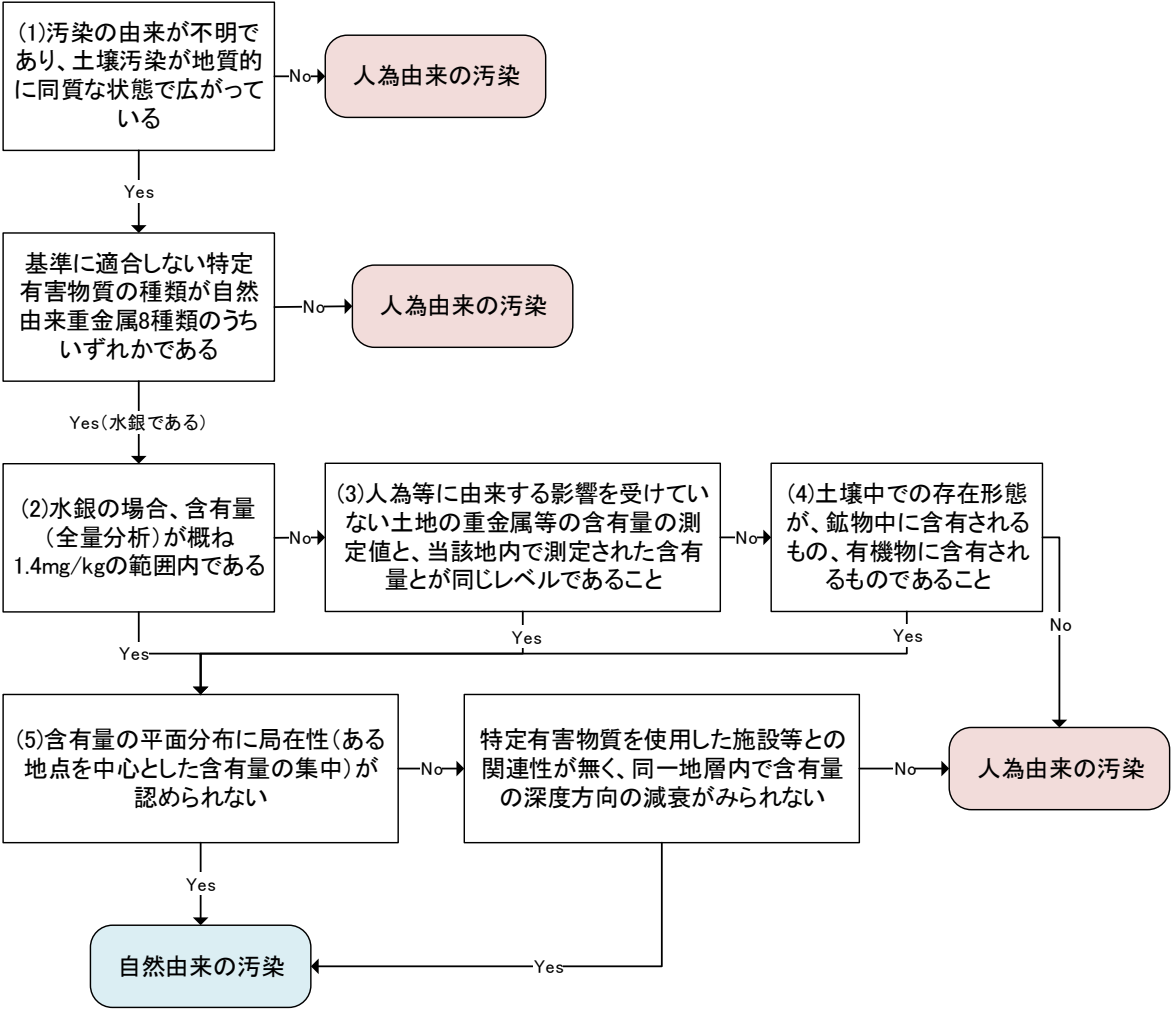 (1)汚染の由来が不明で
あり、土壌汚染が地質的
に同質な状態で広がって
いる
No
人為由来の汚染
Yes
基準に適合しない特定
有害物質の種類が自然
由来重金属8種類のうち
いずれかである
No
人為由来の汚染
Yes(水銀である)
(2)水銀の場合、含有量
(全量分析)が概ね
1.4mg/kgの範囲内である
No
(3)人為等に由来する影響を受けてい
ない土地の重金属等の含有量の測
定値と、当該地内で測定された含有
量とが同じレベルであること
No
(4)土壌中での存在形態
が、鉱物中に含有される
もの、有機物に含有され
るものであること
No
Yes
Yes
Yes
(5)含有量の平面分布に局在性(ある
地点を中心とした含有量の集中)が
認められない
No
特定有害物質を使用した施設等との
関連性が無く、同一地層内で含有量
の深度方向の減衰がみられない
No
人為由来の汚染
Yes
自然由来の汚染
Yes